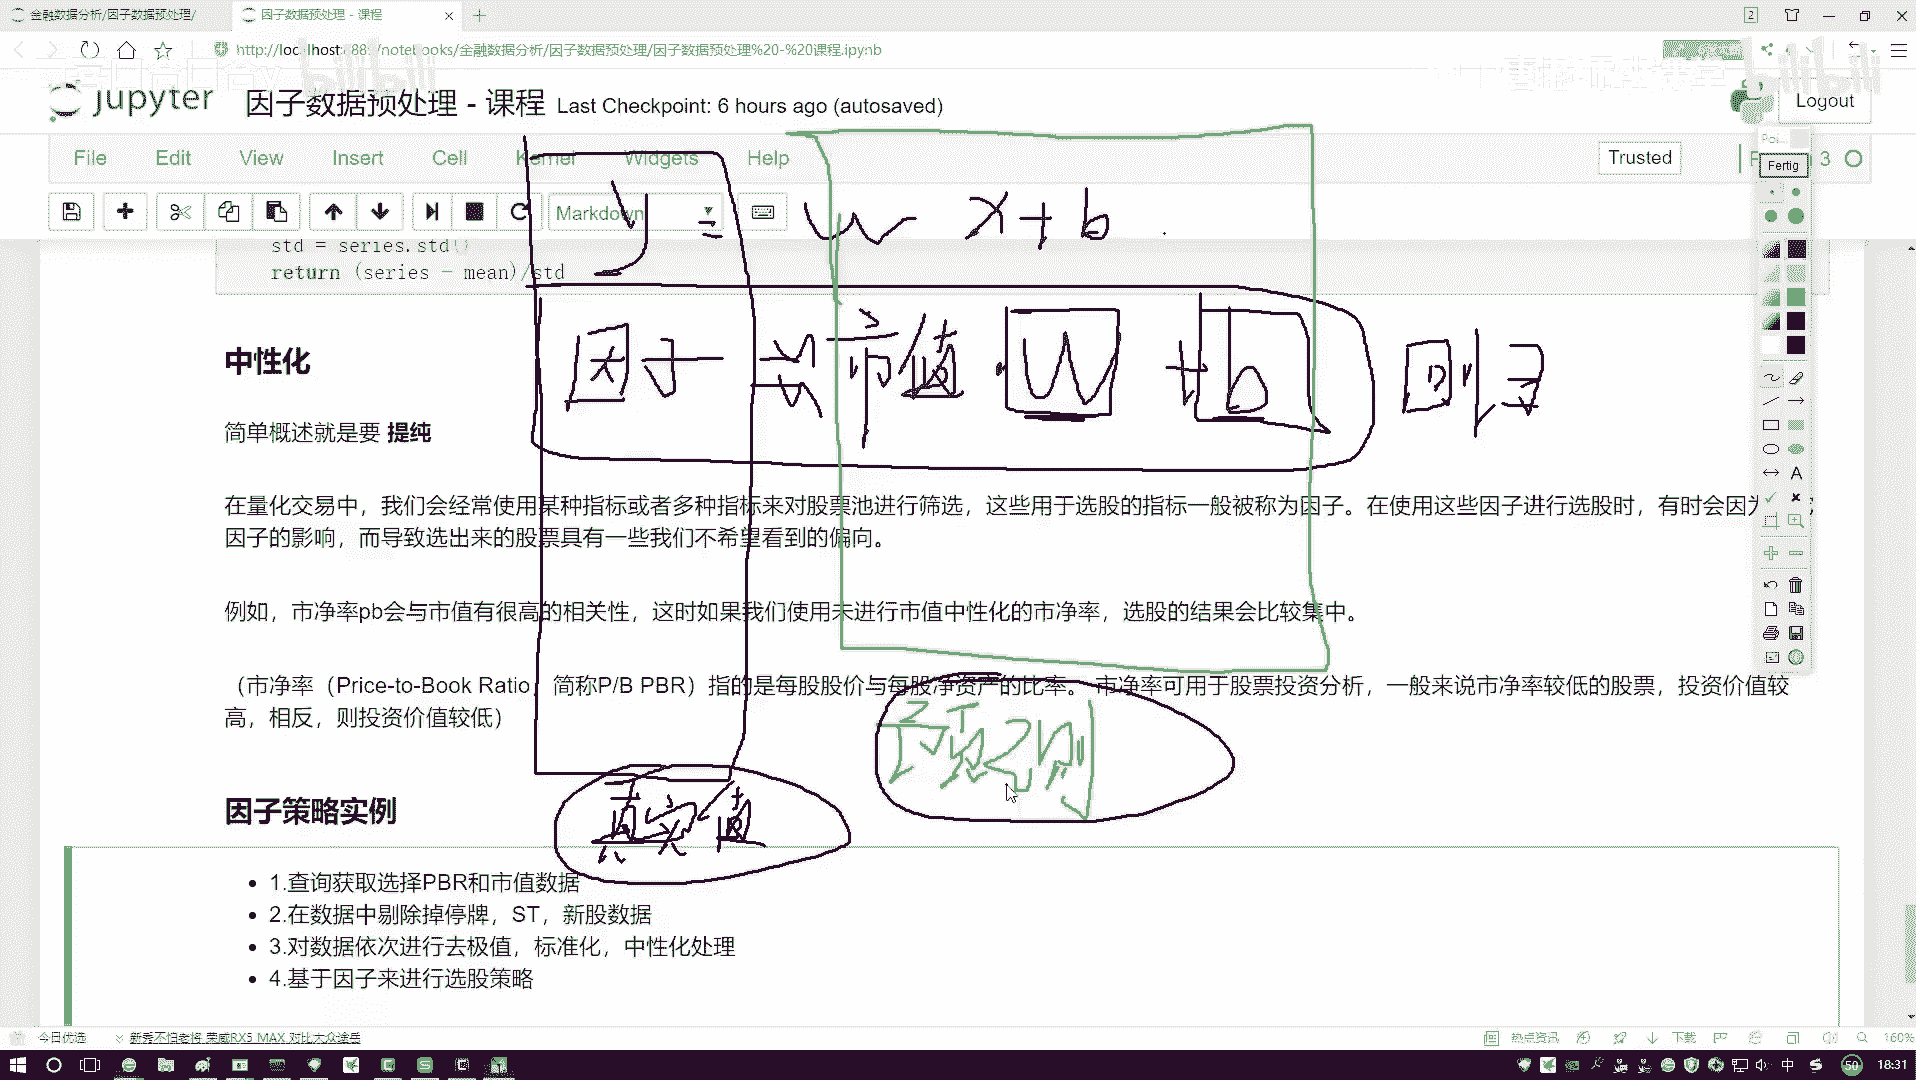 金融数据分析/因子数据预处理/
因子数据预处理 - 课程
2
/notebooks/金融数据分析/因子数据预处理/因子数据预处理%20-%20课程.ipynb
bilibili
bilibili
jupyter 因子数据预处理 - 课程 Last Checkpoint: 6 hours ago (autosaved)
Logout
File Edit View Insert Cell Kernel Widgets Help
Trusted
3
Fertig
Markdown
y = w x + b
std = series.std()
return (series - mean)/std
因子 市值 · W + b 回归
中性化
简单概述就是要 提纯
在量化交易中，我们会经常使用某种指标或者多种指标来对股票池进行筛选，这些用于选股的指标一般被称为因子。在使用这些因子进行选股时，有时会因为
因子的影响，而导致选出来的股票具有一些我们不希望看到的偏向。
例如，市净率pb会与市值有很高的相关性，这时如果我们使用未进行市值中性化的市净率，选股的结果会比较集中。
（市净率（Price-to-Book Ratio，简称P/B PBR）指的是每股股价与每股净资产的比率。 市净率可用于股票投资分析，一般来说市净率较低的股票，投资价值较
高，相反，则投资价值较低）
预测
真实值
因子策略实例
1.查询获取选择PBR和市值数据
2.在数据中剔除掉停牌，ST，新股数据
3.对数据依次进行去极值，标准化，中性化处理
4.基于因子来进行选股策略
今日优选
新秀不怕老将 荣威RX5 MAX 对比大众途岳
热点资讯
下载
160%
中
50
18:31